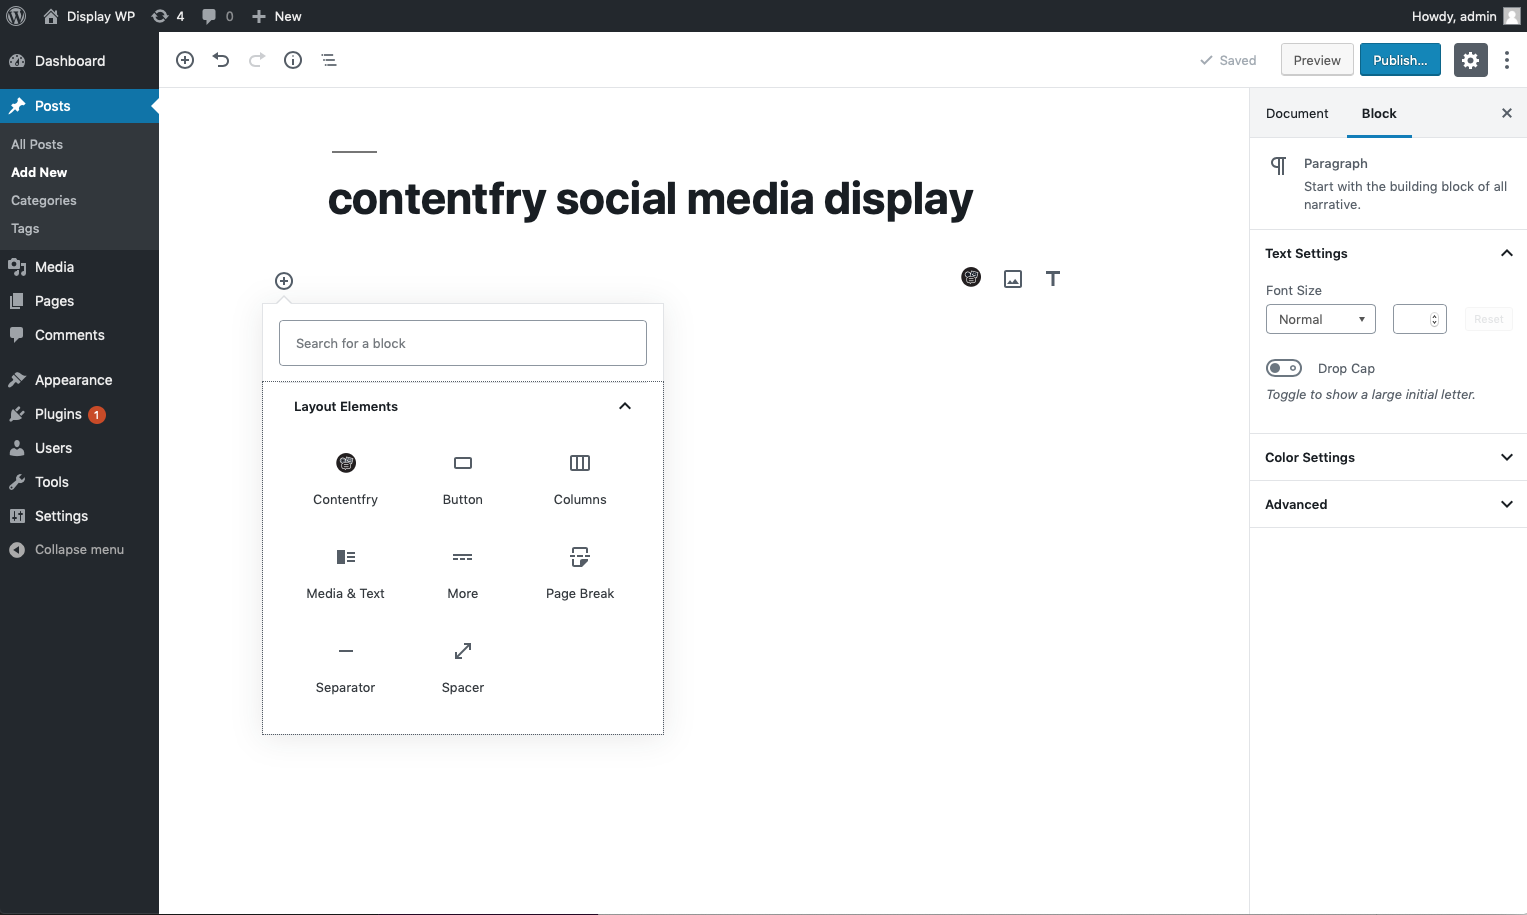 Display WP
4
0
New
Howdy, admin
Dashboard
Posts
All Posts
Add New
Categories
Tags
Media
Pages
Comments
Appearance
Plugins 1
Users
Tools
Settings
Collapse menu
Saved
Preview
Publish...
contentfry social media display
Search for a block
Layout Elements
Contentfry
Button
Columns
Media & Text
More
Page Break
Separator
Spacer
Document
Block
Paragraph
Start with the building block of all
narrative.
Text Settings
Font Size
Normal
Reset
Drop Cap
Toggle to show a large initial letter.
Color Settings
Advanced